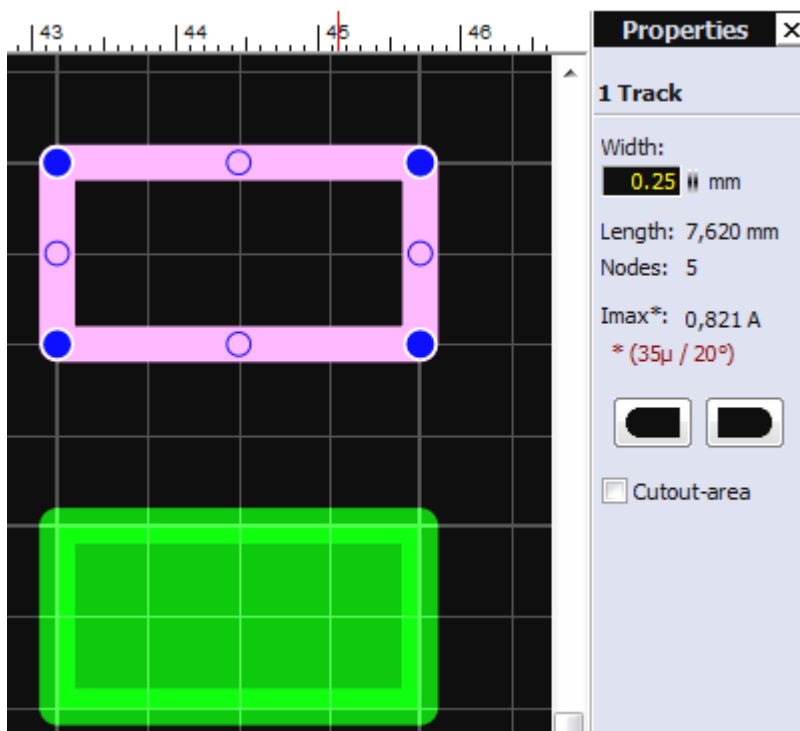 43 44 45 46
Properties
1 Track
Width:
0.25 mm
Length: 7,620 mm
Nodes: 5
Imax*: 0,821 A
* (35µ / 20°)
Cutout-area